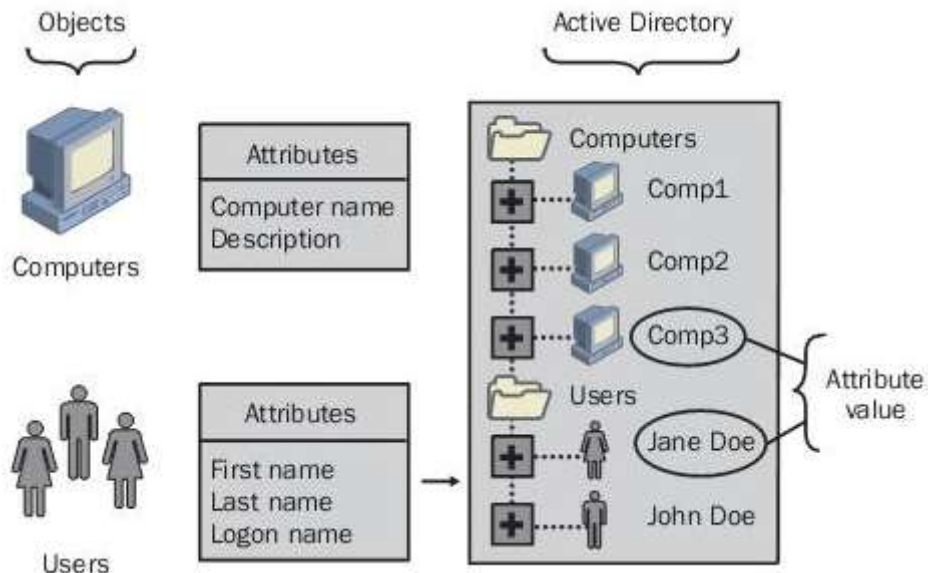 Objects
Active Directory
Computers
Attributes
Computer name
Description
Computers
Comp1
Comp2
Comp3
Users
Jane Doe
John Doe
Attribute
value
Users
Attributes
First name
Last name
Logon name